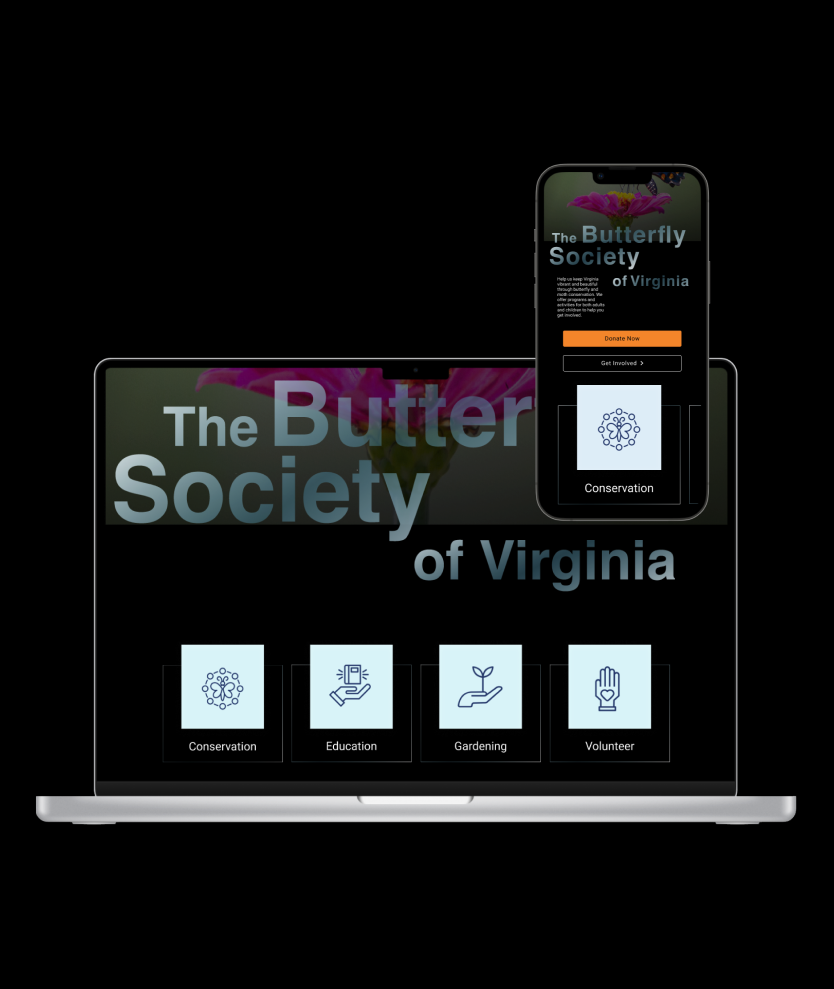 The Butterfly
Society
of Virginia
Help us keep Virginia
vibrant and beautiful
through butterfly and
moth conservation. We
offer programs and
activities for both adults
and children to help you
get involved.
Donate Now
Get Involved >
Conservation
The Butter
Society
of Virginia
Conservation
Education
Gardening
Volunteer